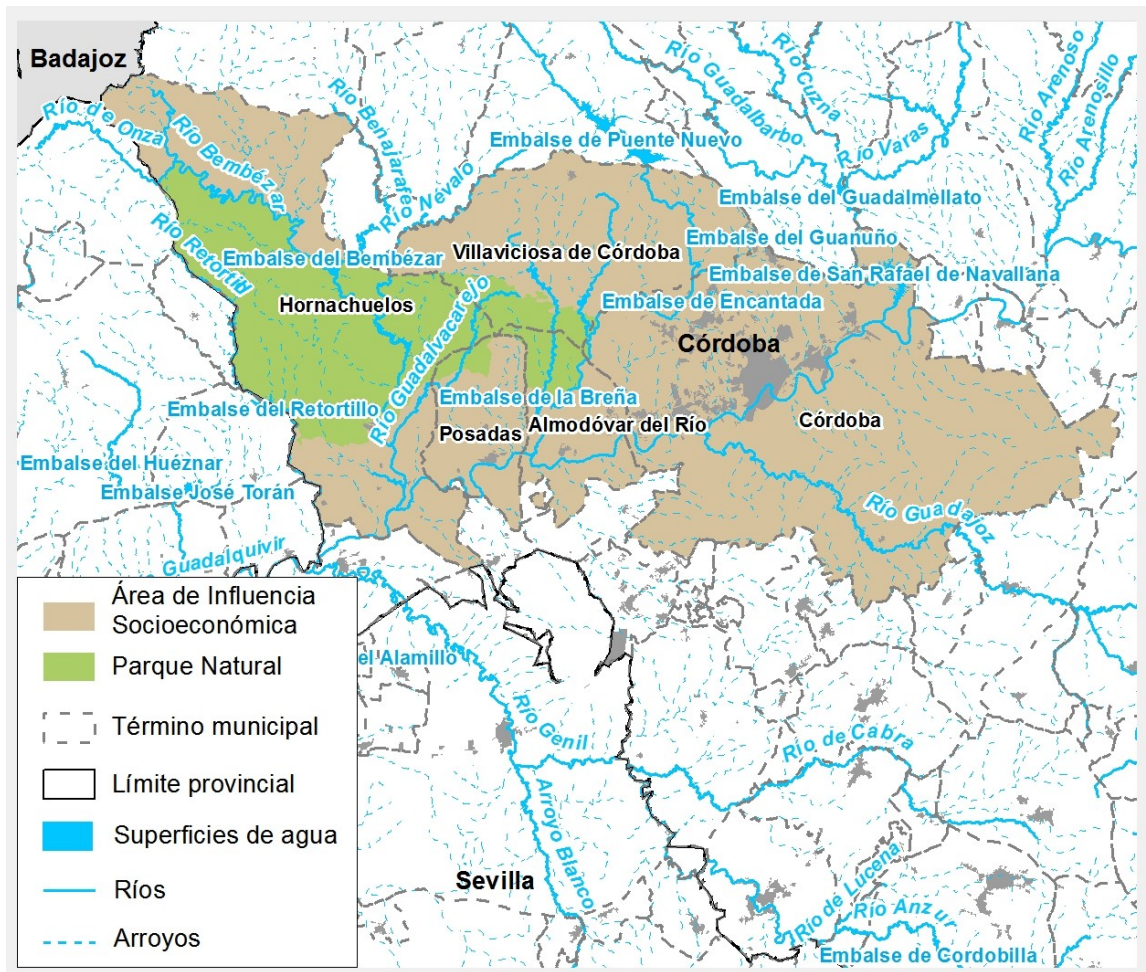 Badajoz
Río de Onza
Río Bembézar
Río Benajarafe
Río Névalo
Embalse de Puente Nuevo
Río Guadalbarbo
Río Cuzna
Río Varas
Río Arenoso
Río Arenosillo
Embalse del Guadalmellato
Río Retortill
Embalse del Bembézar
Villaviciosa de Córdoba
Embalse del Guanuño
Embalse de San Rafael de Navallana
Hornachuelos
Río Guadalvacarejo
Embalse de Encantada
Córdoba
Embalse del Retortillo
Embalse de la Breña
Posadas
Almodóvar del Río
Córdoba
Embalse del Huéznar
Embalse José Torán
Río Guadajoz
Guadalquivir
Área de Influencia
Socioeconómica
Parque Natural
el Alamillo
Término municipal
Límite provincial
Superficies de agua
Ríos
Arroyos
Río Genil
Río de Cabra
Arroyo Blanco
Sevilla
Río de Lucena
Río Anzur
Embalse de Cordobilla